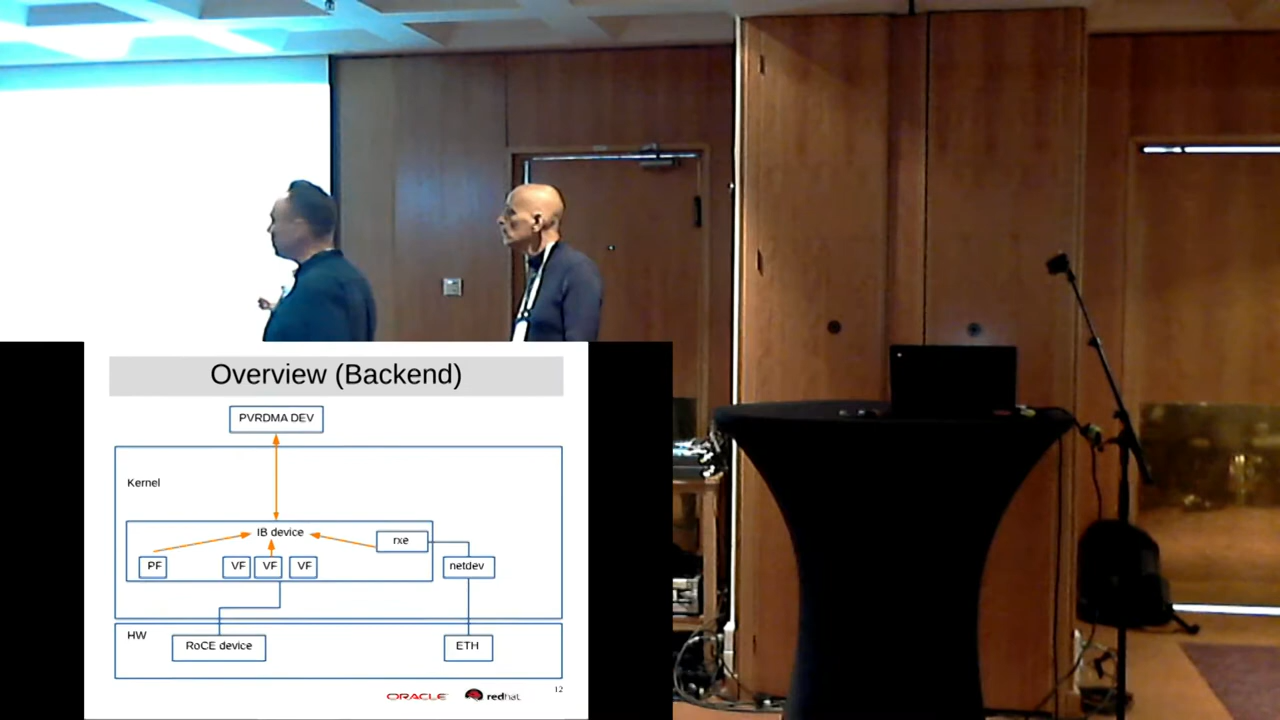 Overview (Backend)
PVRDMA DEV
Kernel
IB device
rxe
PF
VF
VF
VF
netdev
HW
RoCE device
ETH
ORACLE
redhat
12